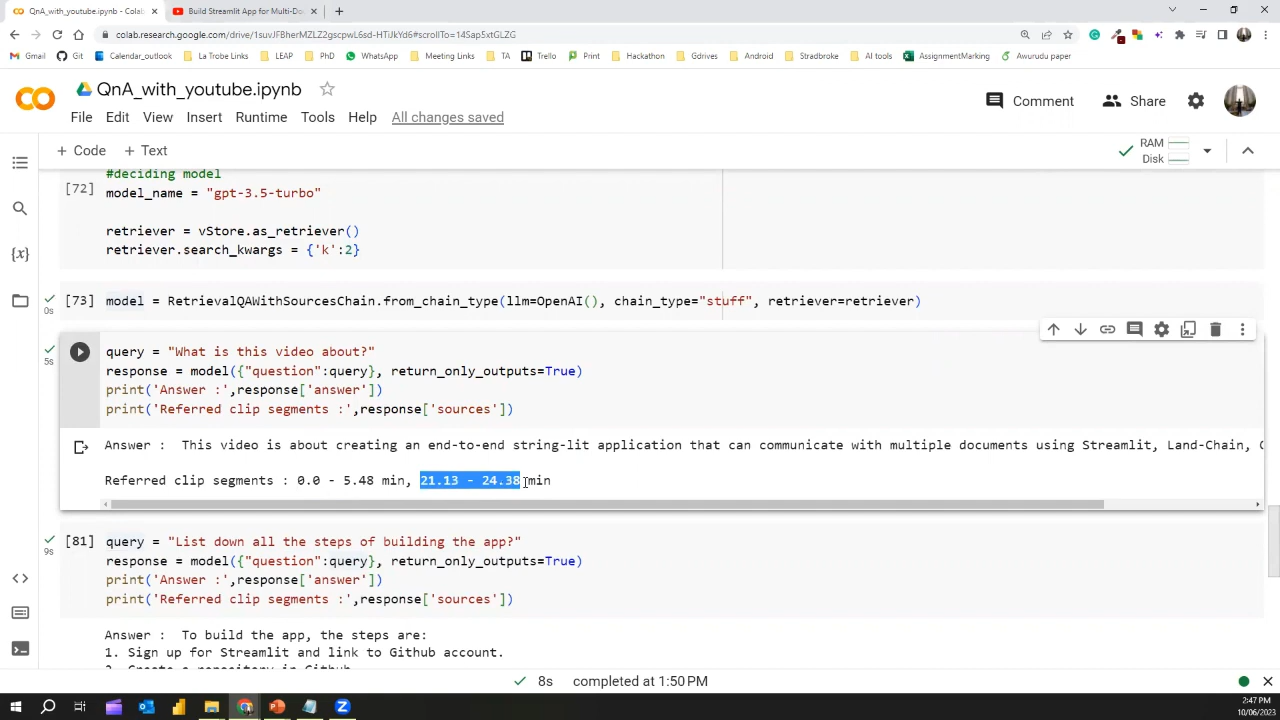 QnA_with_youtube.ipynb - Colab
Build Streamlit App for Multi-Do
colab.research.google.com/drive/1suvJFBherMZLZ2gscpwL6sd-HTiJkYd6#scrollTo=14Sap5xtGLZG
Gmail
Git
Calendar_outlook
La Trobe Links
LEAP
PhD
WhatsApp
Meeting Links
TA
Trello
Print
Hackathon
Gdrives
Android
Stradbroke
AI tools
AssignmentMarking
Awurudu paper
QnA_with_youtube.ipynb
Comment
Share
File Edit View Insert Runtime Tools Help All changes saved
+ Code + Text
RAM
Disk
#deciding model
[72] model_name = "gpt-3.5-turbo"
retriever = vStore.as_retriever()
retriever.search_kwargs = {'k':2}
[73] model = RetrievalQAWithSourcesChain.from_chain_type(llm=OpenAI(), chain_type="stuff", retriever=retriever)
0s
query = "What is this video about?"
5s
response = model({"question":query}, return_only_outputs=True)
print('Answer :',response['answer'])
print('Referred clip segments :',response['sources'])
Answer : This video is about creating an end-to-end string-lit application that can communicate with multiple documents using Streamlit, Land-Chain,
Referred clip segments : 0.0 - 5.48 min, 21.13 - 24.38 min
[81] query = "List down all the steps of building the app?"
9s
response = model({"question":query}, return_only_outputs=True)
print('Answer :',response['answer'])
print('Referred clip segments :',response['sources'])
Answer : To build the app, the steps are:
1. Sign up for Streamlit and link to Github account.
2. Create a repository in Github
8s completed at 1:50 PM
2:47 PM
10/06/2023